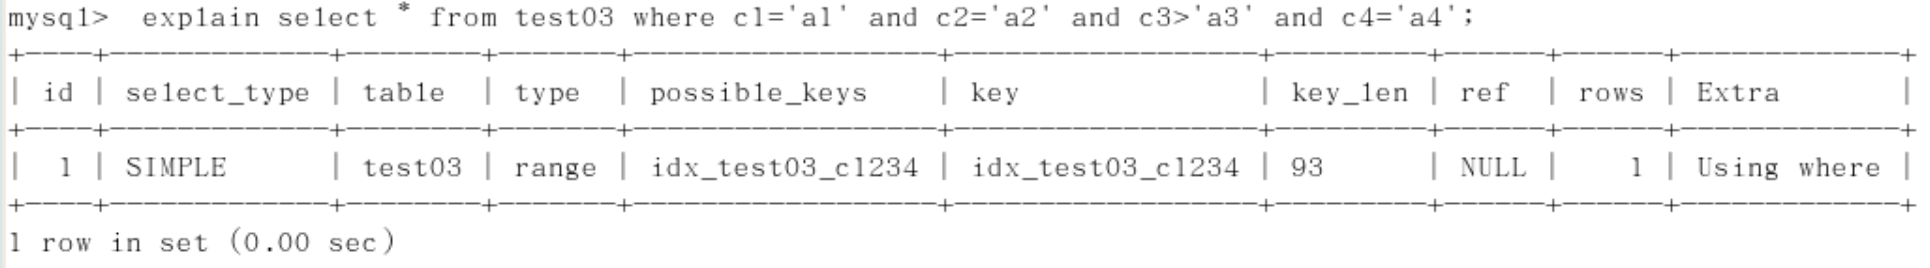 mysql>  explain select * from test03 where c1='a1' and c2='a2' and c3>'a3' and c4='a4';
+----+-------------+--------+-------+------------------+------------------+---------+------+------+-------------+
| id | select_type | table  | type  | possible_keys    | key              | key_len | ref  | rows | Extra       |
+----+-------------+--------+-------+------------------+------------------+---------+------+------+-------------+
|  1 | SIMPLE      | test03 | range | idx_test03_c1234 | idx_test03_c1234 | 93      | NULL |    1 | Using where |
+----+-------------+--------+-------+------------------+------------------+---------+------+------+-------------+
1 row in set (0.00 sec)